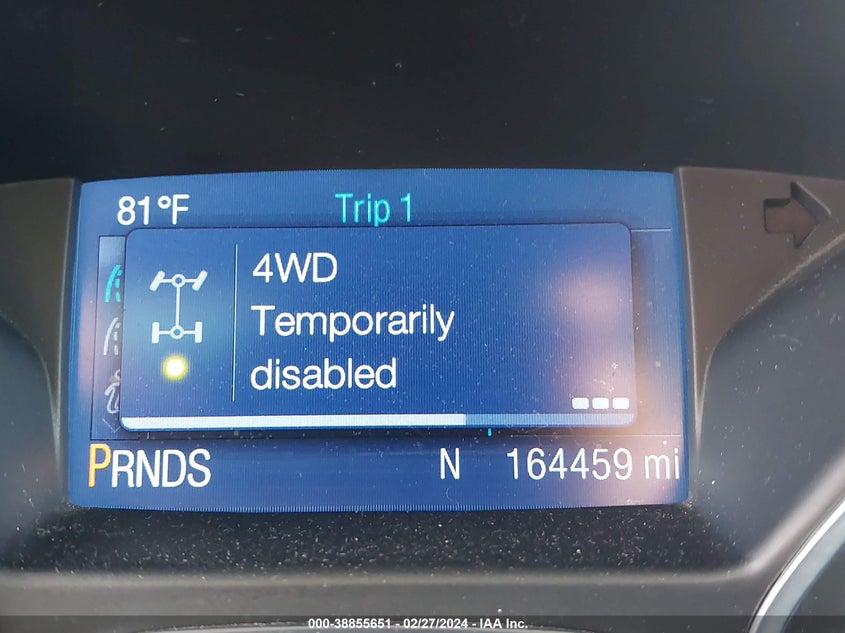 81°F
Trip 1
4WD
Temporarily
disabled
PRNDS
N
164459 mi
000-38855651 - 02/27/2024 - IAA Inc.